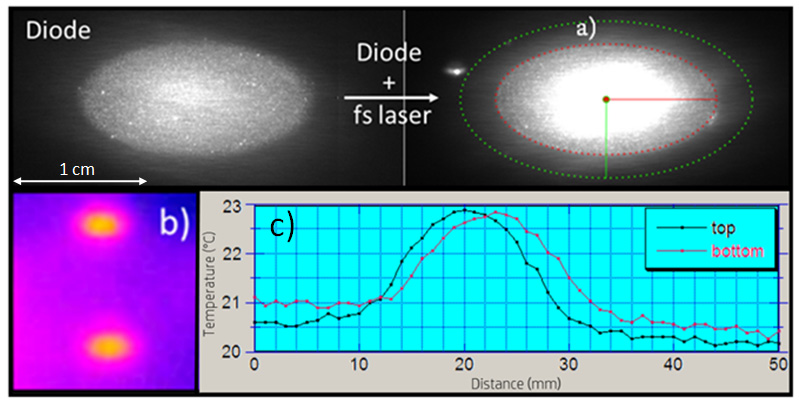 Diode
Diode
+
fs laser
a)
1 cm
b)
c)
23
22
21
20
Temperature (°C)
top
bottom
0
10
20
30
40
50
Distance (mm)